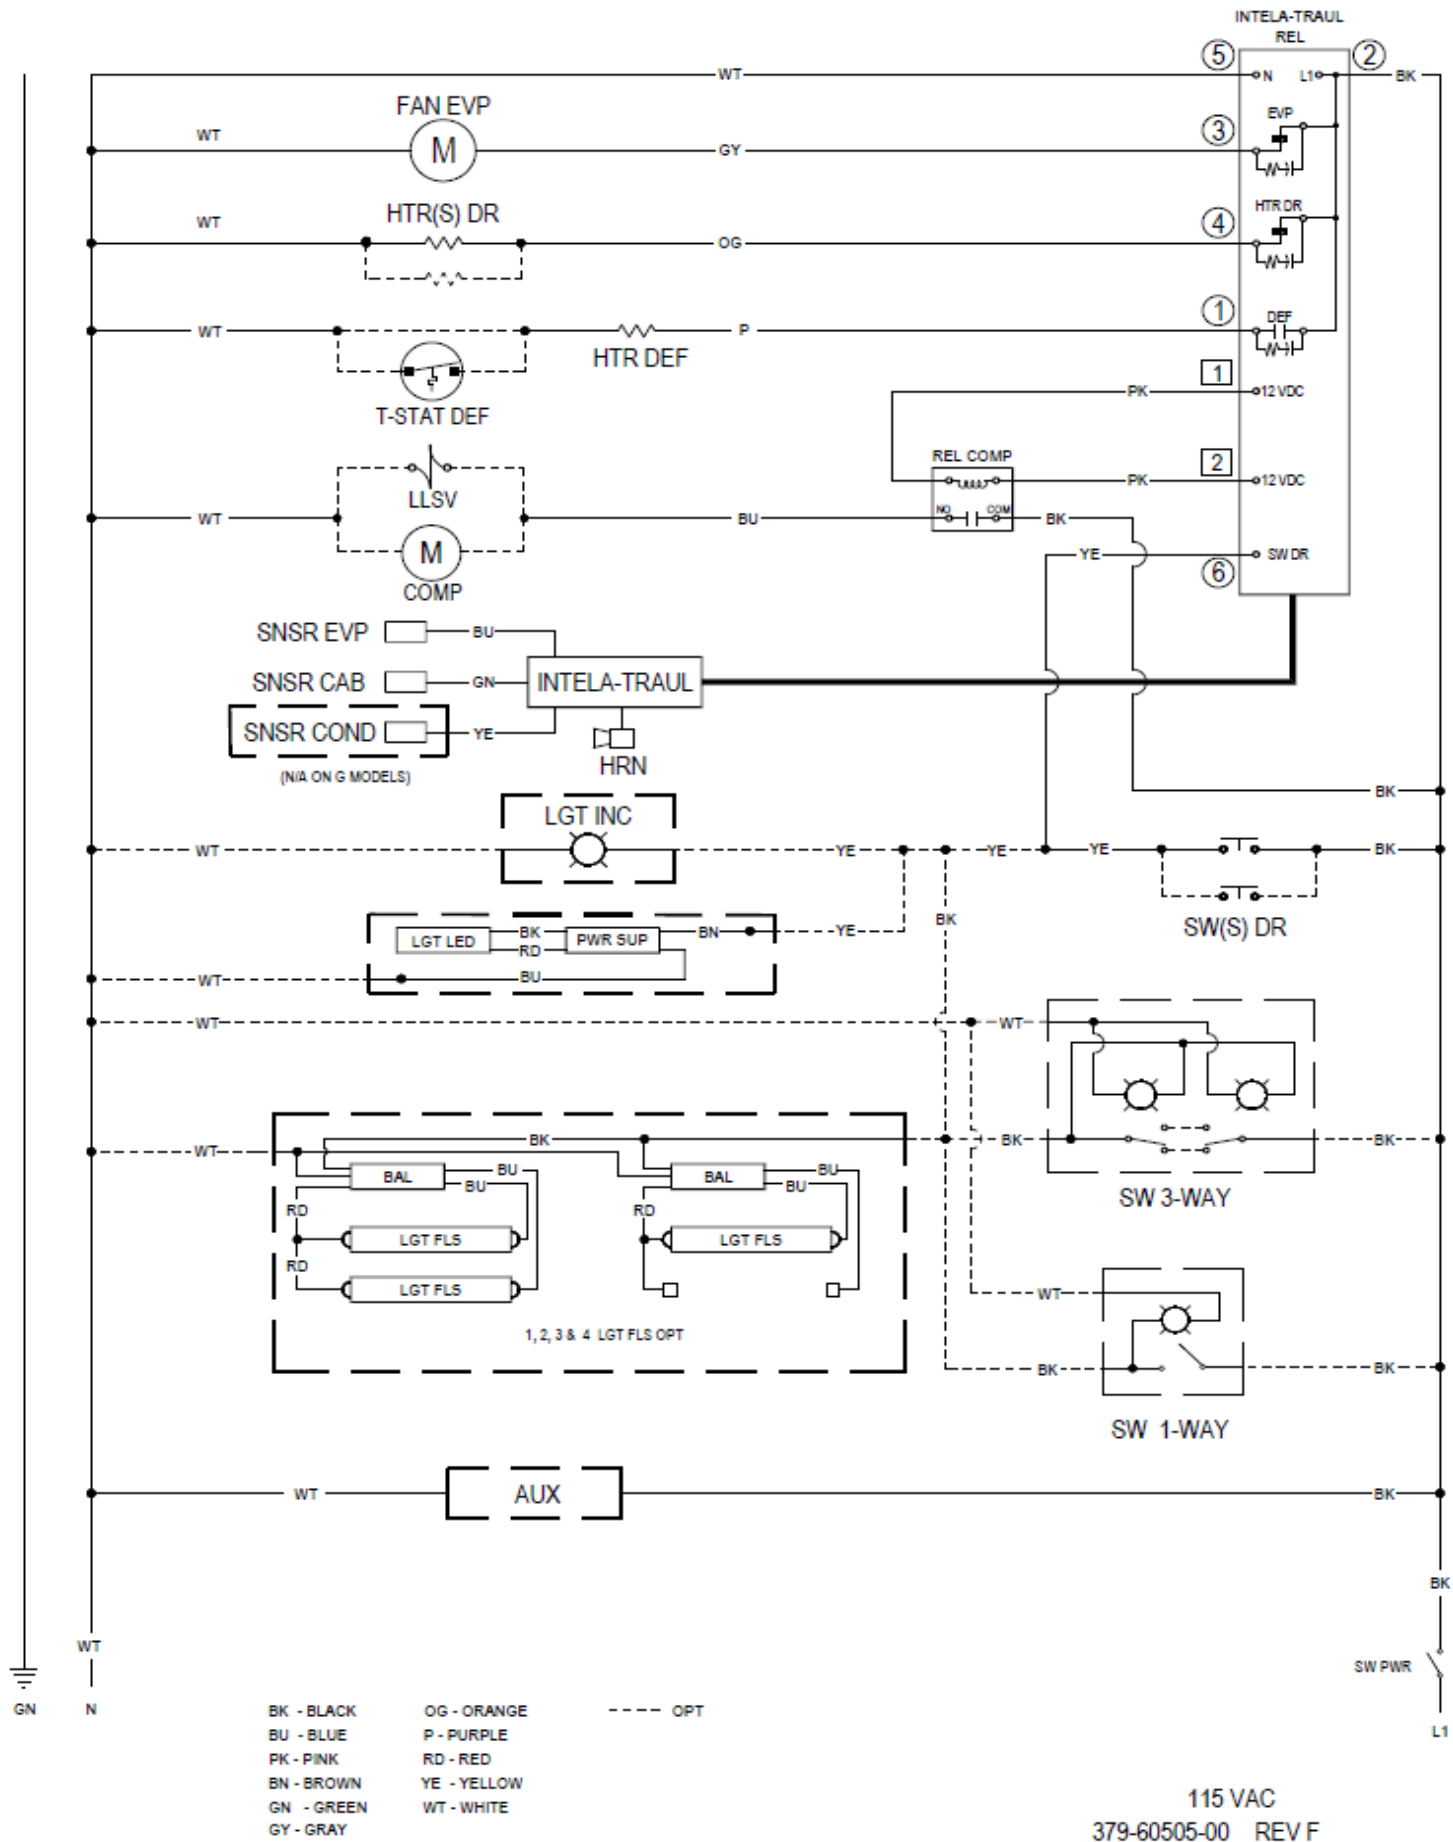 INTELA-TRAUL
REL
5
2
WT
N
L1
BK
FAN EVP
EVP
WT
M
3
GY
HTR(S) DR
HTR DR
WT
4
OG
1
DEF
WT
P
HTR DEF
T-STAT DEF
1
PK
12 VDC
REL COMP
2
PK
12 VDC
LLSV
NO
COM
WT
BU
BK
M
COMP
YE
SW DR
6
SNSR EVP
BU
SNSR CAB
GN
INTELA-TRAUL
SNSR COND
YE
(N/A ON G MODELS)
HRN
BK
LGT INC
WT
YE
YE
YE
BK
BK
SW(S) DR
LGT LED
BK
RD
PWR SUP
BN
YE
WT
BU
WT
WT
BK
BK
BK
WT
BAL
BU
BU
BAL
BU
BU
SW 3-WAY
RD
RD
LGT FLS
LGT FLS
RD
LGT FLS
WT
1, 2, 3 & 4 LGT FLS OPT
BK
BK
SW 1-WAY
WT
AUX
BK
BK
WT
SW PWR
GN
N
L1
BK - BLACK
OG - ORANGE
---- OPT
BU - BLUE
P - PURPLE
PK - PINK
RD - RED
BN - BROWN
YE - YELLOW
GN - GREEN
WT - WHITE
GY - GRAY
115 VAC
379-60505-00 REV F